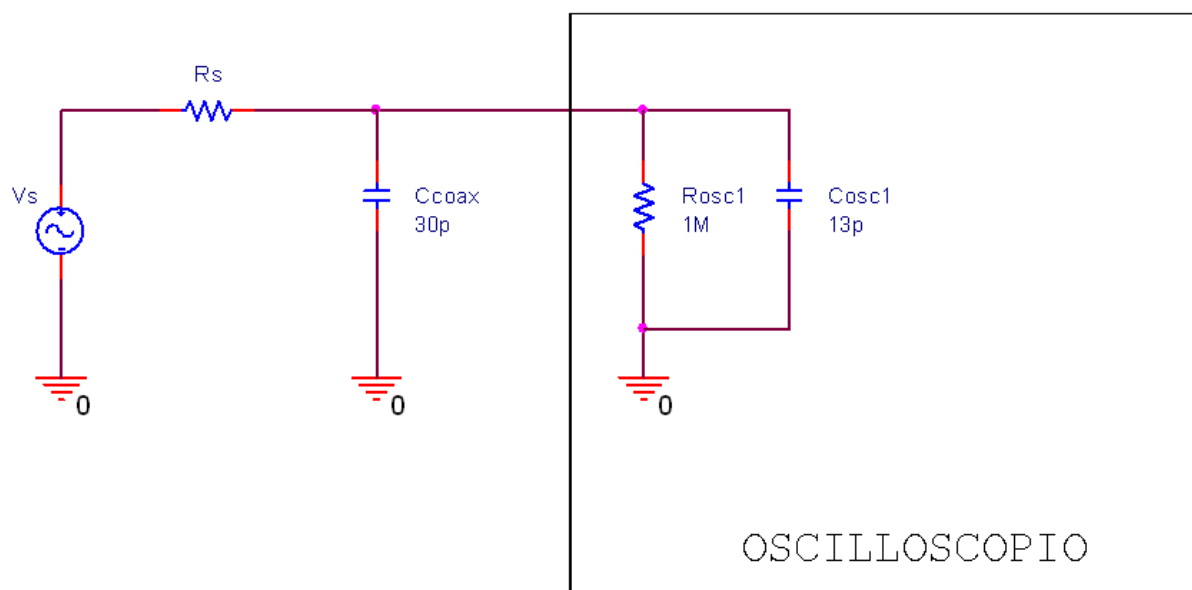 Rs
Vs
Ccoax
30p
Rosc1
1M
Cosc1
13p
0
0
0
OSCILLOSCOPIO